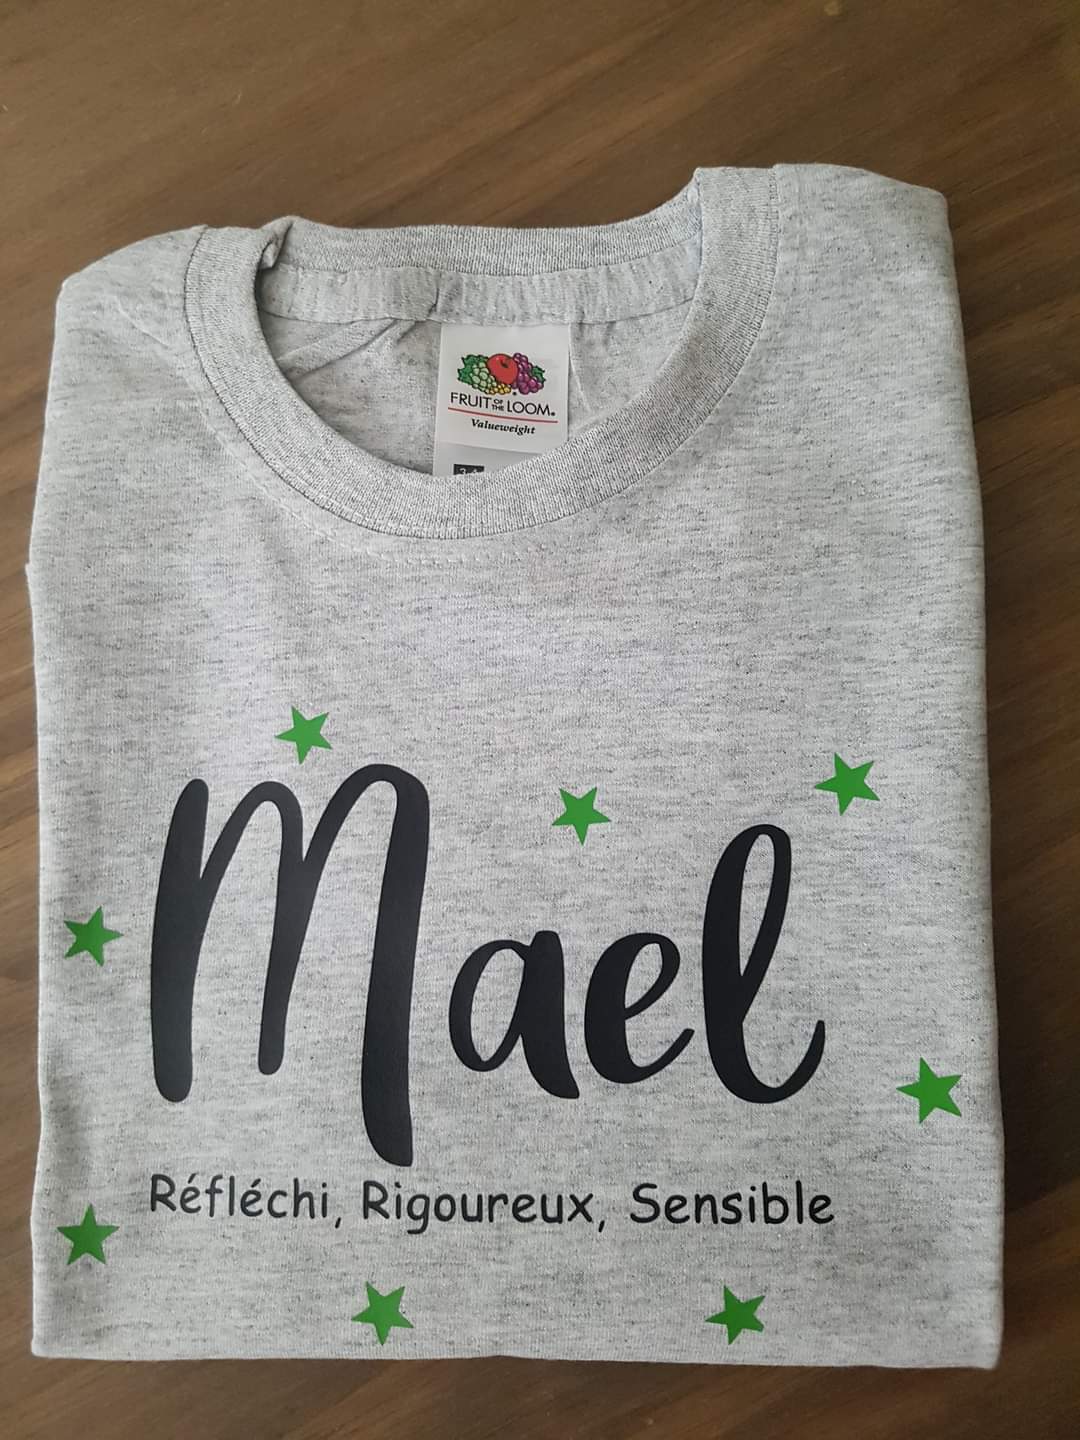 FRUIT OF THE LOOM®
Valueweight
Mael
Réfléchi, Rigoureux, Sensible